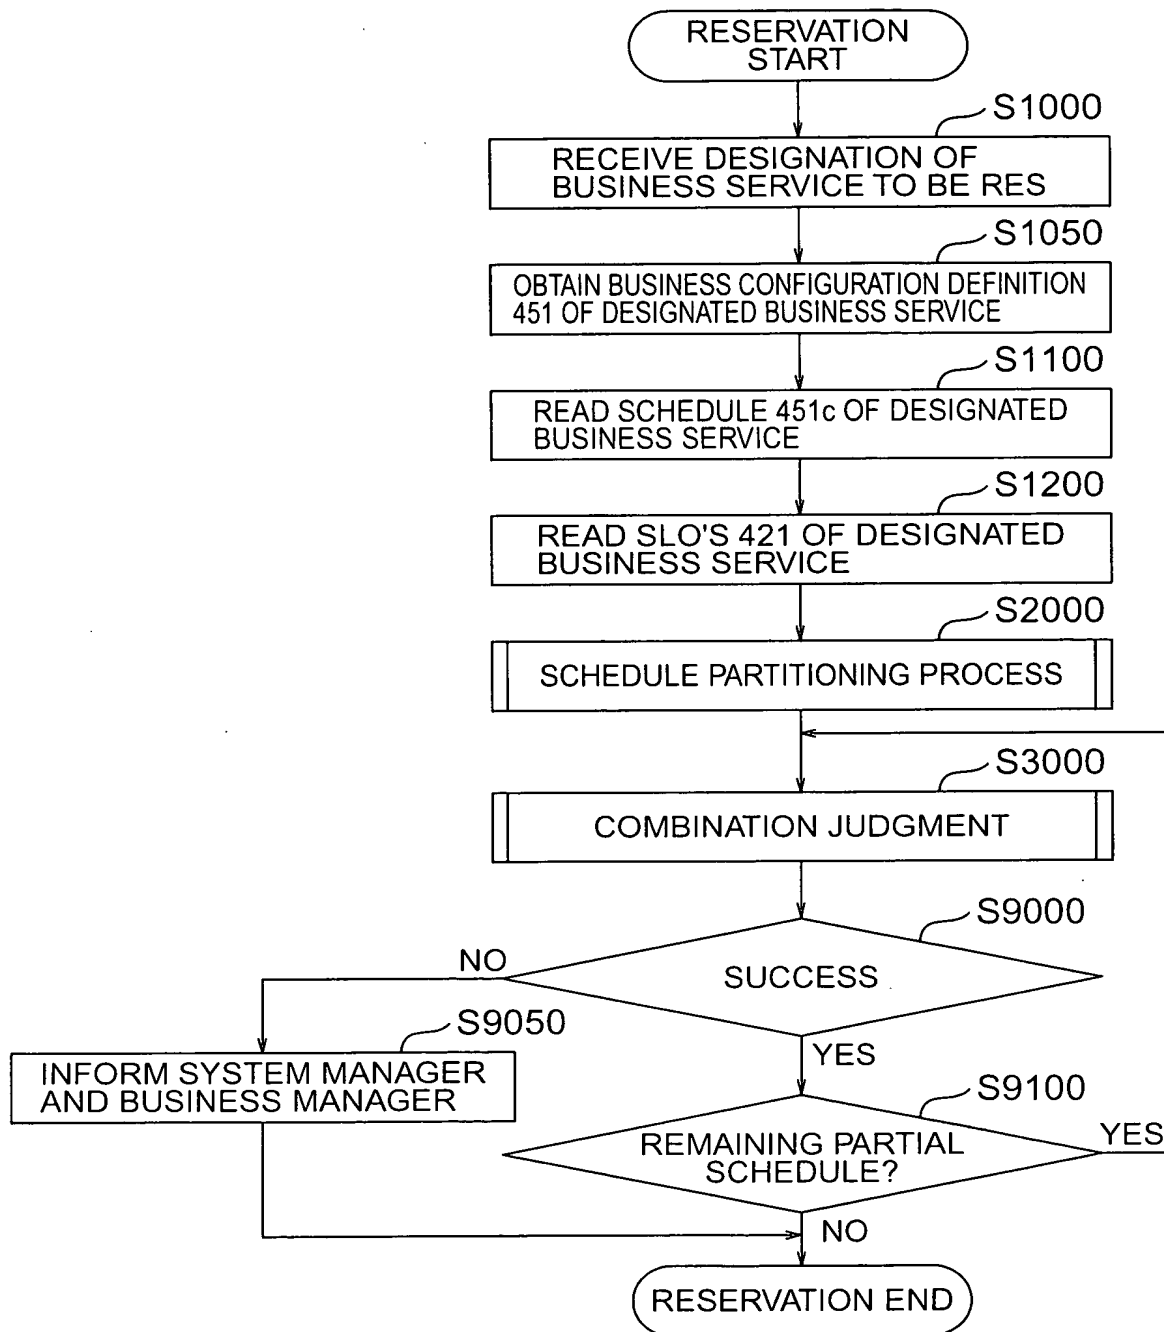 RESERVATION
START
S1000
RECEIVE DESIGNATION OF
BUSINESS SERVICE TO BE RES
S1050
OBTAIN BUSINESS CONFIGURATION DEFINITION
451 OF DESIGNATED BUSINESS SERVICE
S1100
READ SCHEDULE 451c OF DESIGNATED
BUSINESS SERVICE
S1200
READ SLO'S 421 OF DESIGNATED
BUSINESS SERVICE
S2000
SCHEDULE PARTITIONING PROCESS
S3000
COMBINATION JUDGMENT
S9000
NO
SUCCESS
S9050
YES
INFORM SYSTEM MANAGER
AND BUSINESS MANAGER
S9100
YES
REMAINING PARTIAL
SCHEDULE?
NO
RESERVATION END